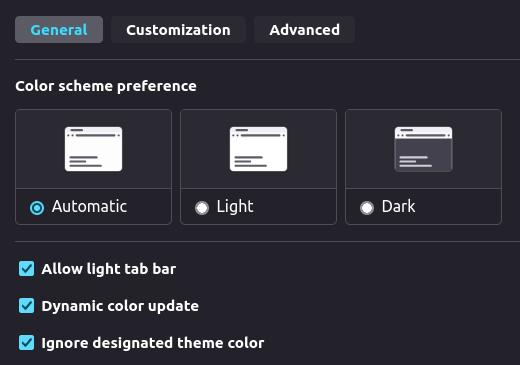 General Customization Advanced
Color scheme preference
Automatic Light Dark
Allow light tab bar
Dynamic color update
Ignore designated theme color